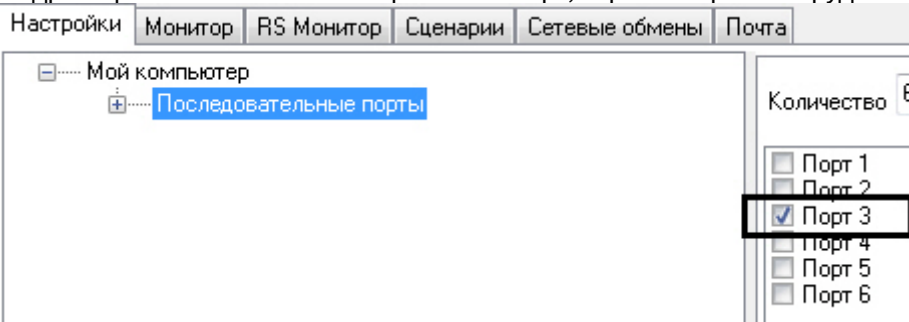 Настройки Монитор RS Монитор Сценарии Сетевые обмены Почта
Мой компьютер
Последовательные порты
Количество 6
Порт 1
Порт 2
Порт 3
Порт 4
Порт 5
Порт 6